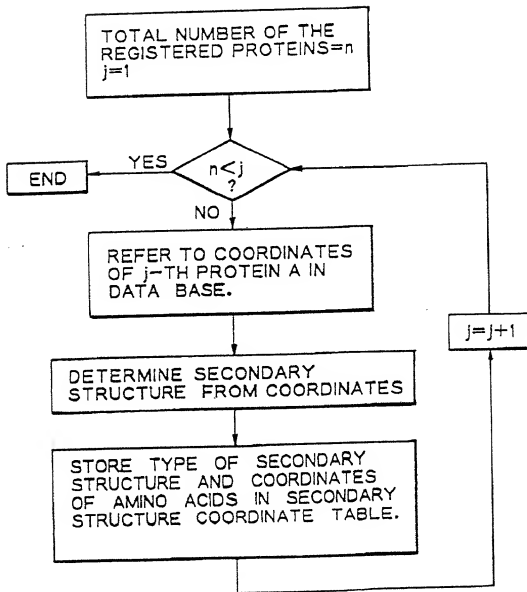 TOTAL NUMBER OF THE
REGISTERED PROTEINS=n
j=1
YES
n<j
?
END
NO
REFER TO COORDINATES
OF j-TH PROTEIN A IN
DATA BASE.
j=j+1
DETERMINE SECONDARY
STRUCTURE FROM COORDINATES
STORE TYPE OF SECONDARY
STRUCTURE AND COORDINATES
OF AMINO ACIDS IN SECONDARY
STRUCTURE COORDINATE TABLE.